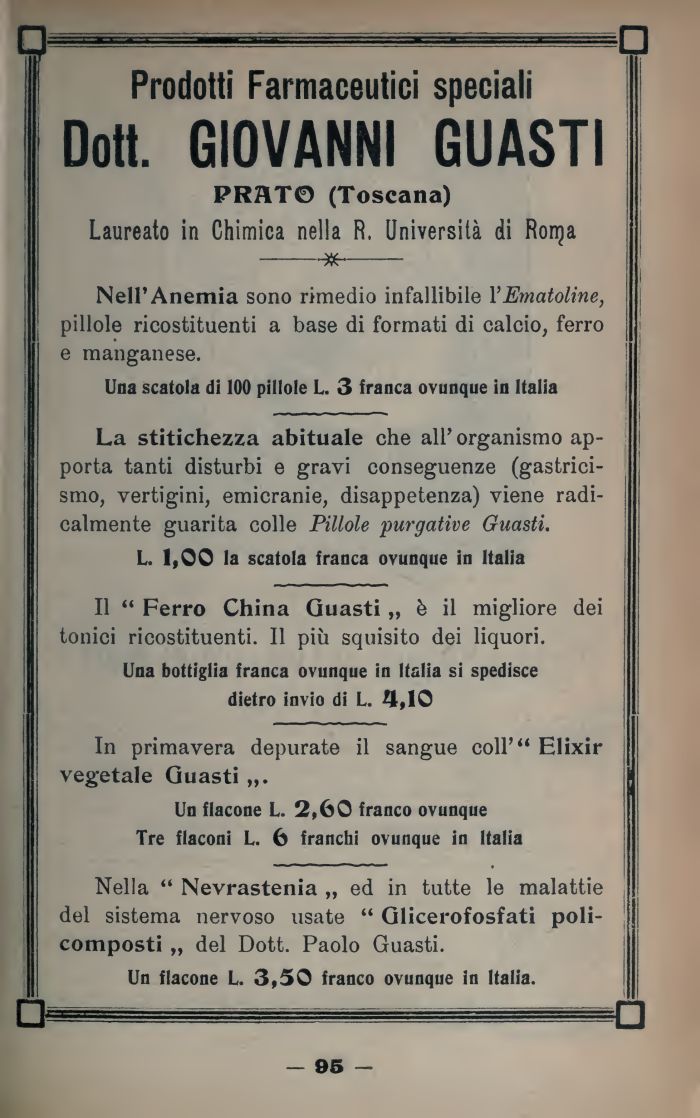 Prodotti Farmaceutici speciali
Dott. GIOVANNI GUASTI
PRATO (Toscana)
Laureato in Chimica nella R. Università di Roma
Nell'Anemia sono rimedio infallibile l'Ematoline,
pillole ricostituenti a base di formati di calcio, ferro
e manganese.
Una scatola di 100 pillole L. 3 franca ovunque in Italia
La stitichezza abituale che all'organismo ap-
porta tanti disturbi e gravi conseguenze (gastrici-
smo, vertigini, emicranie, disappetenza) viene radi-
calmente guarita colle Pillole purgative Guasti.
L. 1,00 la scatola franca ovunque in Italia
Il “ Ferro China Guasti „ è il migliore dei
tonici ricostituenti. Il più squisito dei liquori.
Una bottiglia franca ovunque in Italia si spedisce
dietro invio di L. 4,10
In primavera depurate il sangue coll'“ Elixir
vegetale Guasti „.
Un flacone L. 2,60 franco ovunque
Tre flaconi L. 6 franchi ovunque in Italia
Nella “ Nevrastenia „ ed in tutte le malattie
del sistema nervoso usate “ Glicerofosfati poli-
composti „ del Dott. Paolo Guasti.
Un flacone L. 3,50 franco ovunque in Italia.
— 95 —